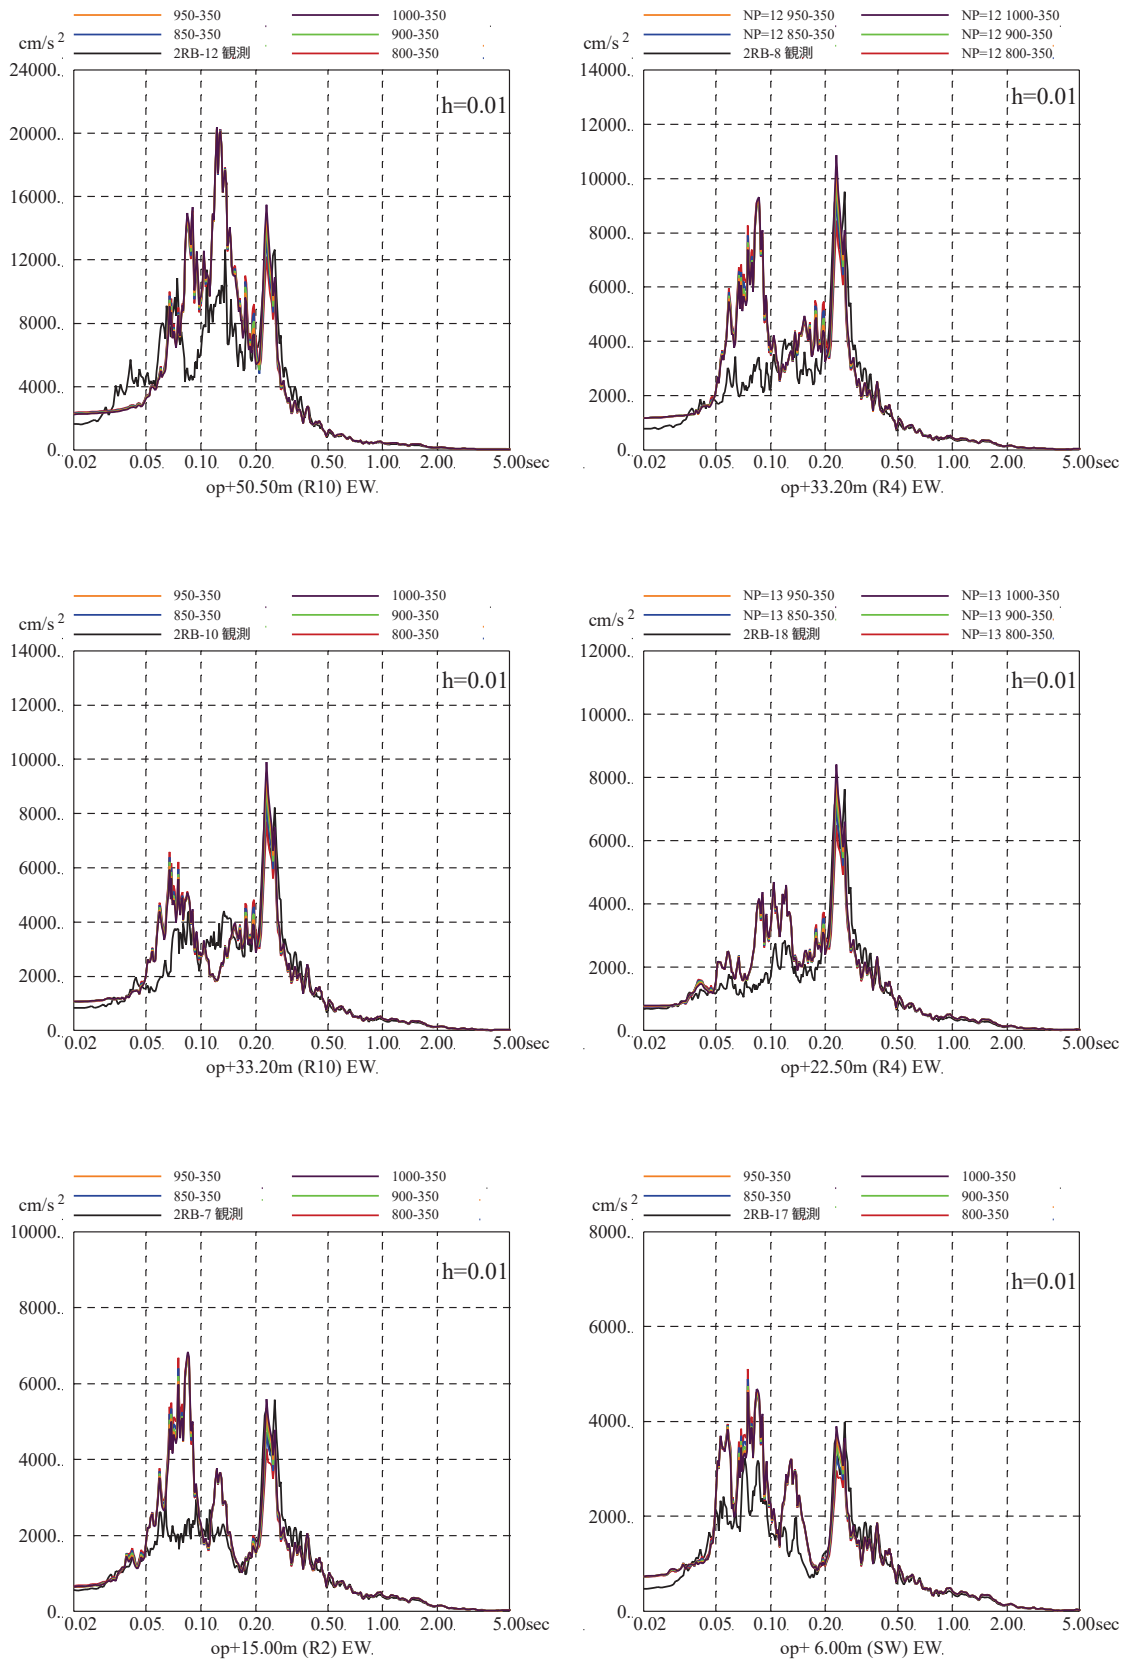 950-350 1000-350
850-350 900-350
cm/s 2 2RB-12 観測 800-350
24000.
h=0.01
20000.
16000.
12000.
8000.
4000.
0.
0.02 0.05 0.10 0.20 0.50 1.00 2.00 5.00sec
op+50.50m (R10) EW.
NP=12 950-350 NP=12 1000-350
NP=12 850-350 NP=12 900-350
cm/s 2 2RB-8 観測 NP=12 800-350
14000.
h=0.01
12000.
10000.
8000.
6000.
4000.
2000.
0.
0.02 0.05 0.10 0.20 0.50 1.00 2.00 5.00sec
op+33.20m (R4) EW.
950-350 1000-350
850-350 900-350
cm/s 2 2RB-10 観測 800-350
14000.
h=0.01
12000.
10000.
8000.
6000.
4000.
2000.
0.
0.02 0.05 0.10 0.20 0.50 1.00 2.00 5.00sec
op+33.20m (R10) EW.
NP=13 950-350 NP=13 1000-350
NP=13 850-350 NP=13 900-350
cm/s 2 2RB-18 観測 NP=13 800-350
12000.
h=0.01
10000.
8000.
6000.
4000.
2000.
0.
0.02 0.05 0.10 0.20 0.50 1.00 2.00 5.00sec
op+22.50m (R4) EW.
950-350 1000-350
850-350 900-350
cm/s 2 2RB-7 観測 800-350
10000.
h=0.01
8000.
6000.
4000.
2000.
0.
0.02 0.05 0.10 0.20 0.50 1.00 2.00 5.00sec
op+15.00m (R2) EW.
950-350 1000-350
850-350 900-350
cm/s 2 2RB-17 観測 800-350
8000.
h=0.01
6000.
4000.
2000.
0.
0.02 0.05 0.10 0.20 0.50 1.00 2.00 5.00sec
op+ 6.00m (SW) EW.